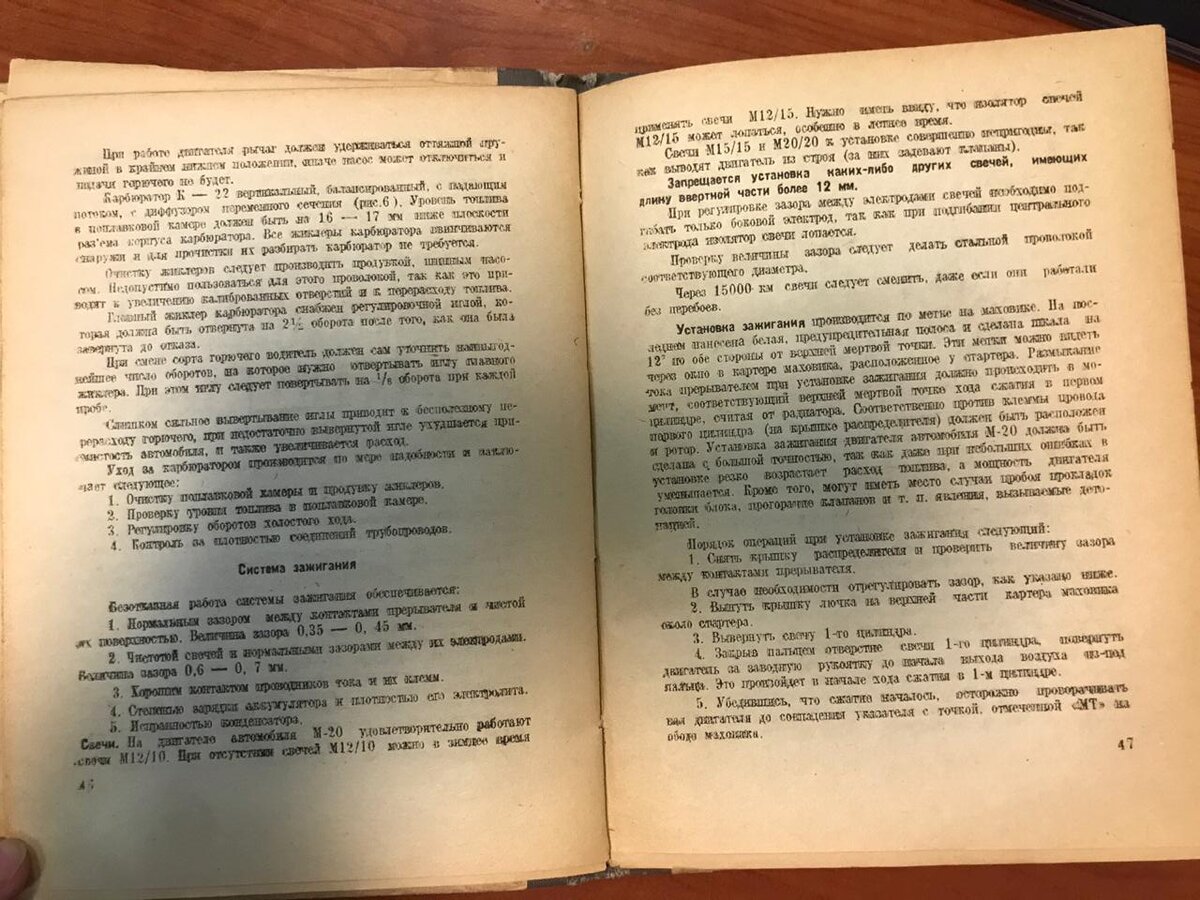 При работе двигателя рычаг должен удерживаться оттяжной пру-
жиной в крайнем нижнем положении, иначе насос может отключиться и
подачи горючего не будет.
Карбюратор К — 22 вертикальный, балансированный, с падающим
потоком, с диффузором переменного сечения (рис.6). Уровень топлива
в поплавковой камере должен быть на 16 — 17 мм ниже плоскости
раз'ема корпуса карбюратора. Все жиклеры карбюратора ввинчиваются
снаружи и для прочистки их разбирать карбюратор не требуется.
Очистку жиклеров следует производить продувкой, шинным насо-
сом. Недопустимо пользоваться для этого проволокой, так как это при-
водят к увеличению калиброванных отверстий и к перерасходу топлива.
Главный жиклер карбюратора снабжен регулировочной иглой, ко-
торая должна быть отвернута на 2½ оборота после того, как она была
завернута до отказа.
При смене сорта горючего водитель должен сам уточнить наивыгод-
нейшее число оборотов, на которое нужно отвертывать иглу главного
жиклера. При этом иглу следует повертывать на 1/8 оборота при каждой
пробе.
Слишком сильное вывертывание иглы приводит к бесполезному пе-
рерасходу горючего, при недостаточно вывернутой игле ухудшается при-
емистость автомобиля, и также увеличивается расход.
Уход за карбюратором производится по мере надобности и заклю-
чает следующее:
1. Очистку поплавковой камеры и продувку жиклеров.
2. Проверку уровня топлива в поплавковой камере.
3. Регулировку оборотов холостого хода.
4. Контроль за плотностью соединений трубопроводов.
Система зажигания
Безотказная работа системы зажигания обеспечивается:
1. Нормальным зазором между контактами прерывателя и чистой
их поверхностью. Величина зазора 0,35 — 0, 45 мм.
2. Чистотой свечей и нормальными зазорами между их электродами.
Величина зазора 0,6 — 0, 7 мм.
3. Хорошим контактом проводников тока и их клемм.
4. Степенью зарядки аккумулятора и плотностью его электролита.
5. Исправностью конденсатора.
Свечи. На двигателе автомобиля М-20 удовлетворительно работают
свечи М12/10. При отсутствии свечей М12/10 можно в зимнее время
46
применять свечи М12/15. Нужно иметь ввиду, что изолятор свечей
М12/15 может лопаться, особенно в летнее время.
Свечи М15/15 и М20/20 к установке совершенно непригодны, так
как выводят двигатель из строя (за них задевают клапаны).
Запрещается установка каких-либо других свечей, имеющих
длину ввертной части более 12 мм.
При регулировке зазора между электродами свечей необходимо под-
гибать только боковой электрод, так как при подгибании центрального
электрода изолятор свечи лопается.
Проверку величины зазора следует делать стальной проволокой
соответствующего диаметра.
Через 15000 км свечи следует сменить, даже если они работали
без перебоев.
Установка зажигания производится по метке на маховике. На пос-
леднем нанесена белая, предупредительная полоса и сделана шкала на
12° по обе стороны от верхней мертвой точки. Эти метки можно видеть
через окно в картере маховика, расположенное у стартера. Размыкание
тока прерывателем при установке зажигания должно происходить в мо-
мент, соответствующий верхней мертвой точке хода сжатия в первом
цилиндре, считая от радиатора. Соответственно против клеммы провода
первого цилиндра (на крышке распределителя) должен быть расположен
и ротор. Установка зажигания двигателя автомобиля М-20 должна быть
сделана с большой точностью, так как даже при небольших ошибках в
установке резко возрастает расход топлива, а мощность двигателя
уменьшается. Кроме того, могут иметь место случаи пробоя прокладок
головки блока, прогорание клапанов и т. п. явления, вызываемые дето-
нацией.
Порядок операций при установке зажигания следующий:
1. Снять крышку распределителя и проверить величину зазора
между контактами прерывателя.
В случае необходимости отрегулировать зазор, как указано ниже.
2. Вынуть крышку лючка на верхней части картера маховика
около стартера.
3. Вывернуть свечу 1-го цилиндра.
4. Закрыв пальцем отверстие свечи 1-го цилиндра, повернуть
двигатель за заводную рукоятку до начала выхода воздуха из-под
пальца. Это произойдет в начале хода сжатия в 1-м цилиндре.
5. Убедившись, что сжатие началось, осторожно проворачивать
вал двигателя до совпадения указателя с точкой, отмеченной «МТ» на
ободе маховика.
47